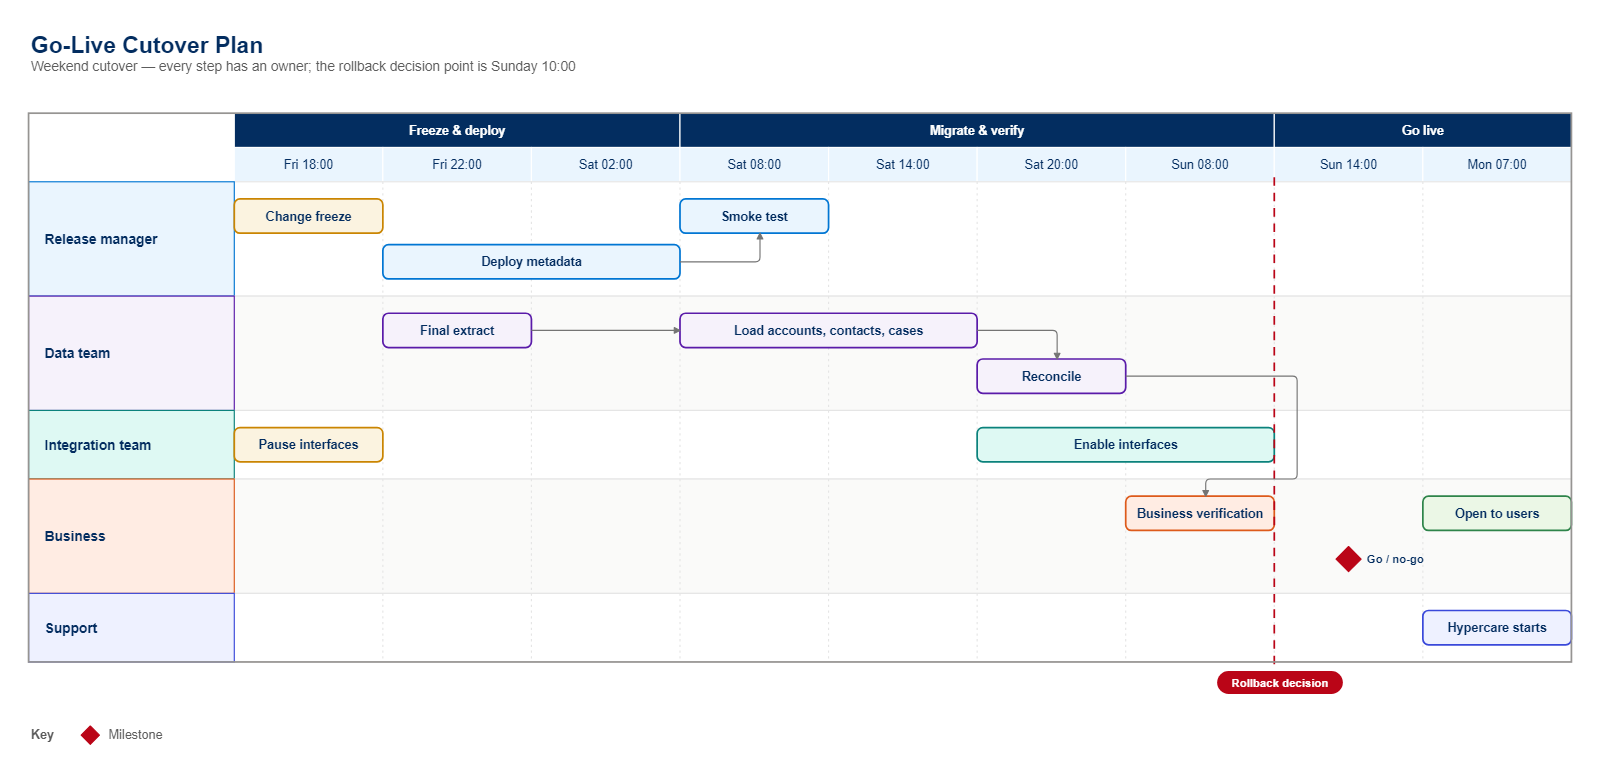 Go-Live Cutover Plan
Weekend cutover — every step has an owner; the rollback decision point is Sunday 10:00
Freeze & deploy
Migrate & verify
Go live
Fri 18:00
Fri 22:00
Sat 02:00
Sat 08:00
Sat 14:00
Sat 20:00
Sun 08:00
Sun 14:00
Mon 07:00
Release manager
Change freeze
Smoke test
Deploy metadata
Data team
Final extract
Load accounts, contacts, cases
Reconcile
Integration team
Pause interfaces
Enable interfaces
Business
Business verification
Open to users
Go / no-go
Support
Hypercare starts
Rollback decision
Key
Milestone